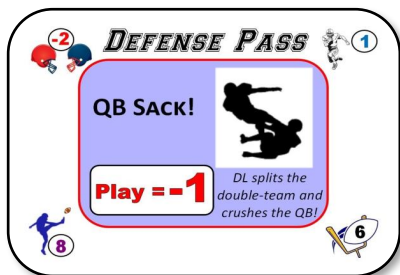 -2
DEFENSE PASS
1
QB SACK!
Play = -1
DL splits the
double-team and
crushes the QB!
8
6